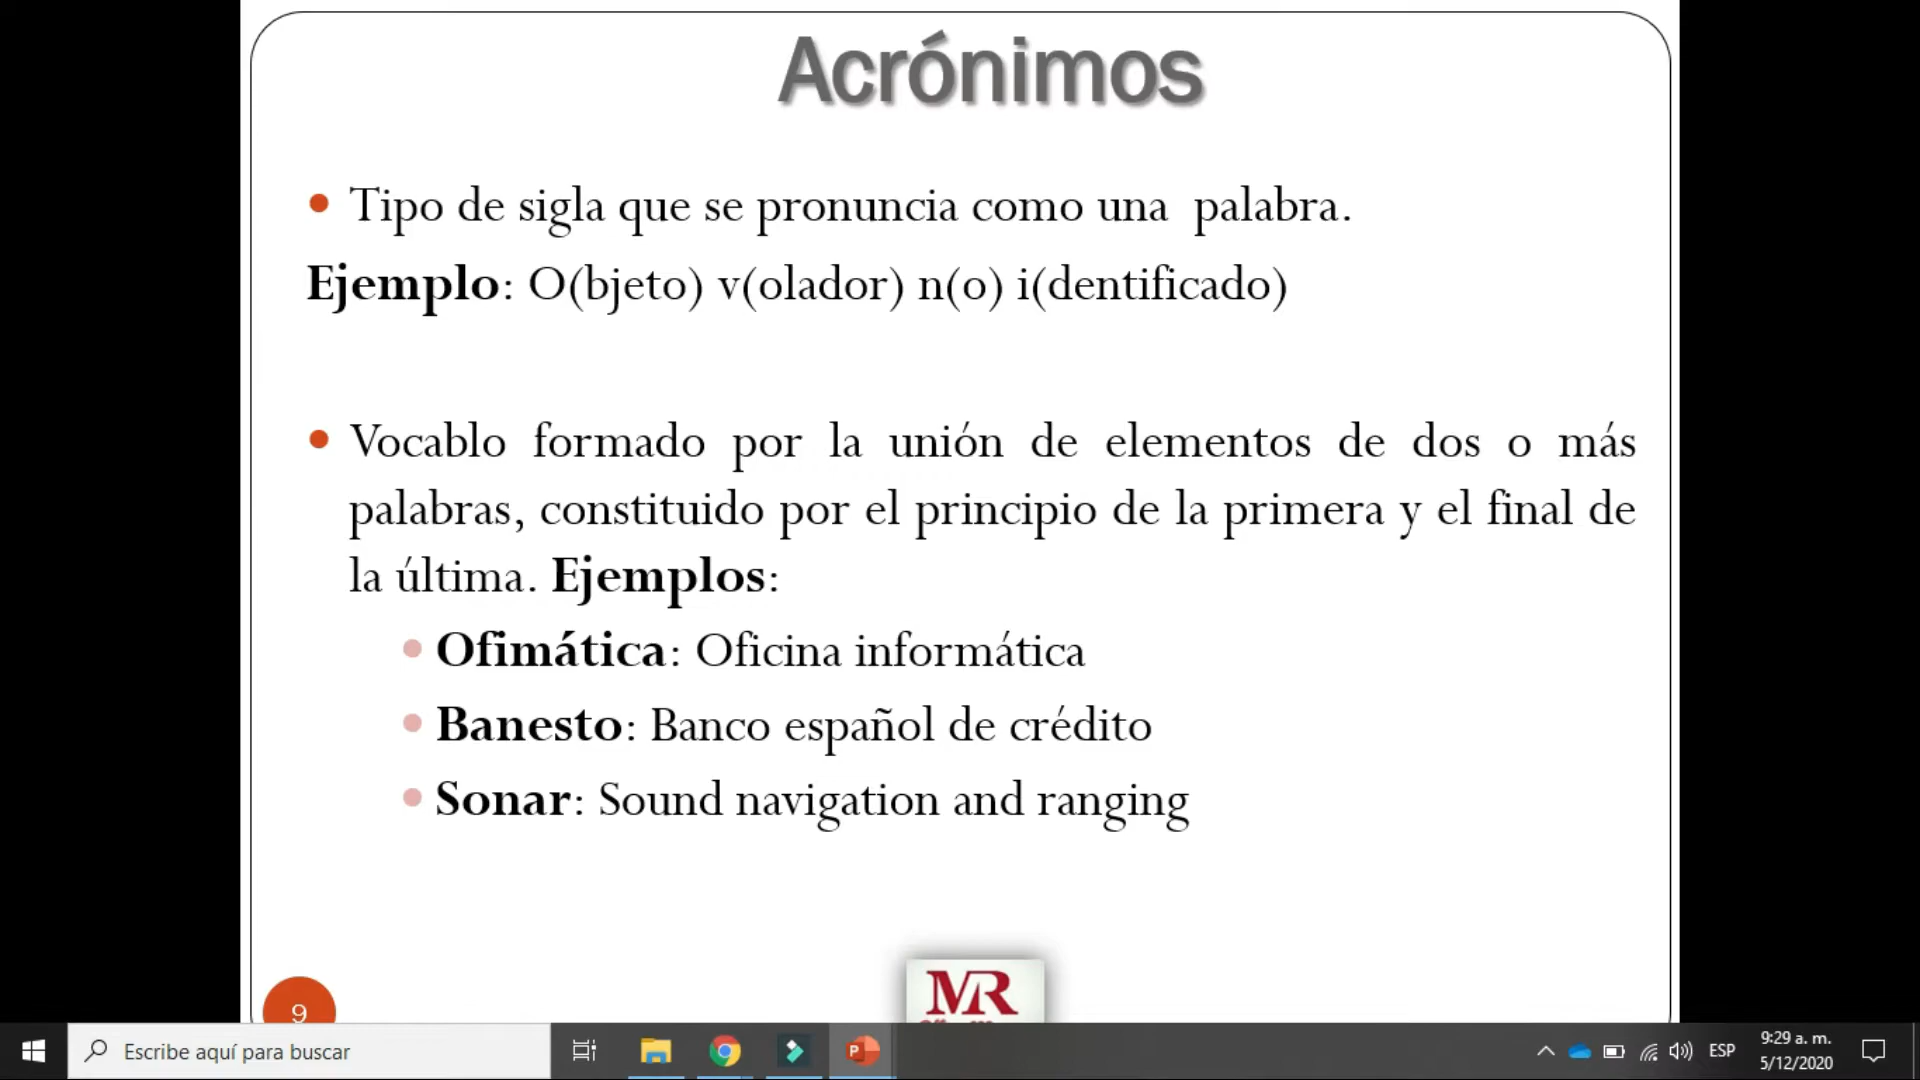 Acrónimos
Tipo de sigla que se pronuncia como una palabra.
Ejemplo: O(bjeto) v(olador) n(o) i(dentificado)
Vocablo formado por la unión de elementos de dos o más
palabras, constituido por el principio de la primera y el final de
la última. Ejemplos:
Ofimática: Oficina informática
Banesto: Banco español de crédito
Sonar: Sound navigation and ranging
MR
9
Escribe aquí para buscar
ESP
9:29 a. m.
5/12/2020